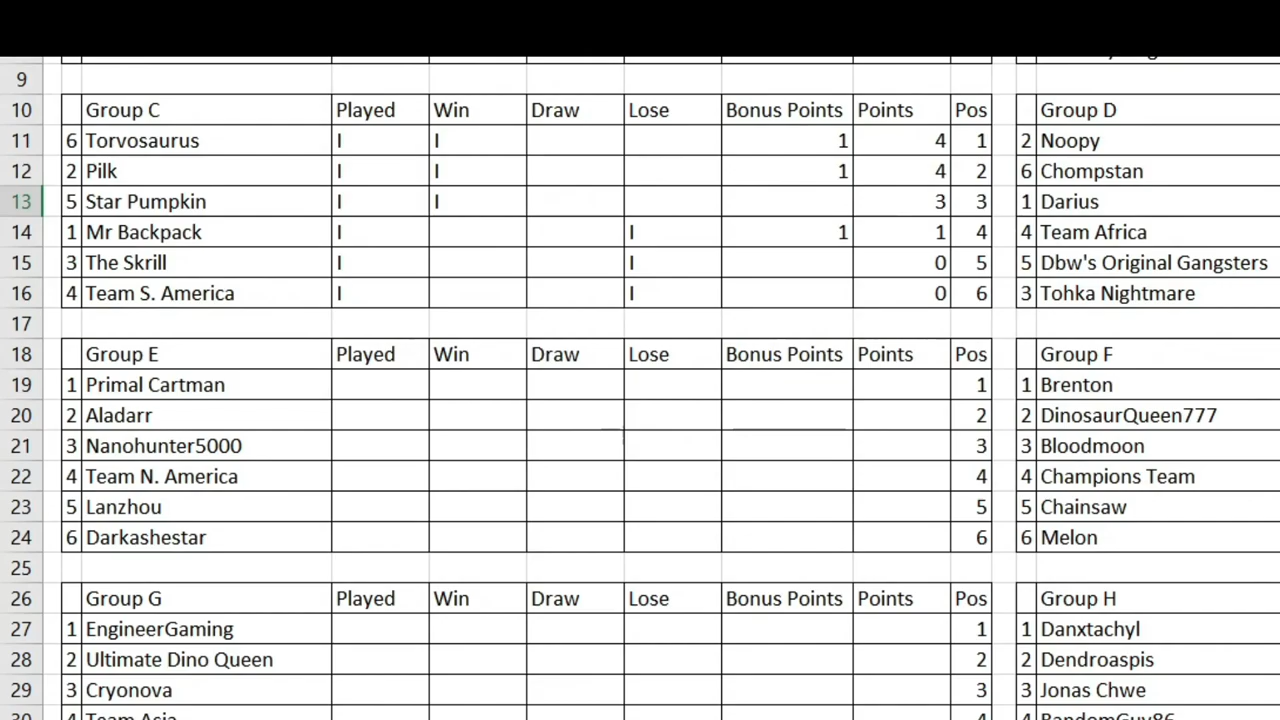 9
10 Group C Played Win Draw Lose Bonus Points Points Pos Group D
11 6 Torvosaurus I I 1 4 1 2 Noopy
12 2 Pilk I I 1 4 2 6 Chompstan
13 5 Star Pumpkin I I 3 3 1 Darius
14 1 Mr Backpack I I 1 1 4 4 Team Africa
15 3 The Skrill I I 0 5 5 Dbw's Original Gangsters
16 4 Team S. America I I 0 6 3 Tohka Nightmare
17
18 Group E Played Win Draw Lose Bonus Points Points Pos Group F
19 1 Primal Cartman 1 1 Brenton
20 2 Aladarr 2 2 DinosaurQueen777
21 3 Nanohunter5000 3 3 Bloodmoon
22 4 Team N. America 4 4 Champions Team
23 5 Lanzhou 5 5 Chainsaw
24 6 Darkashestar 6 6 Melon
25
26 Group G Played Win Draw Lose Bonus Points Points Pos Group H
27 1 EngineerGaming 1 1 Danxtachyl
28 2 Ultimate Dino Queen 2 2 Dendroaspis
29 3 Cryonova 3 3 Jonas Chwe
30 4 Team Asia 4 4 RandomGuy86